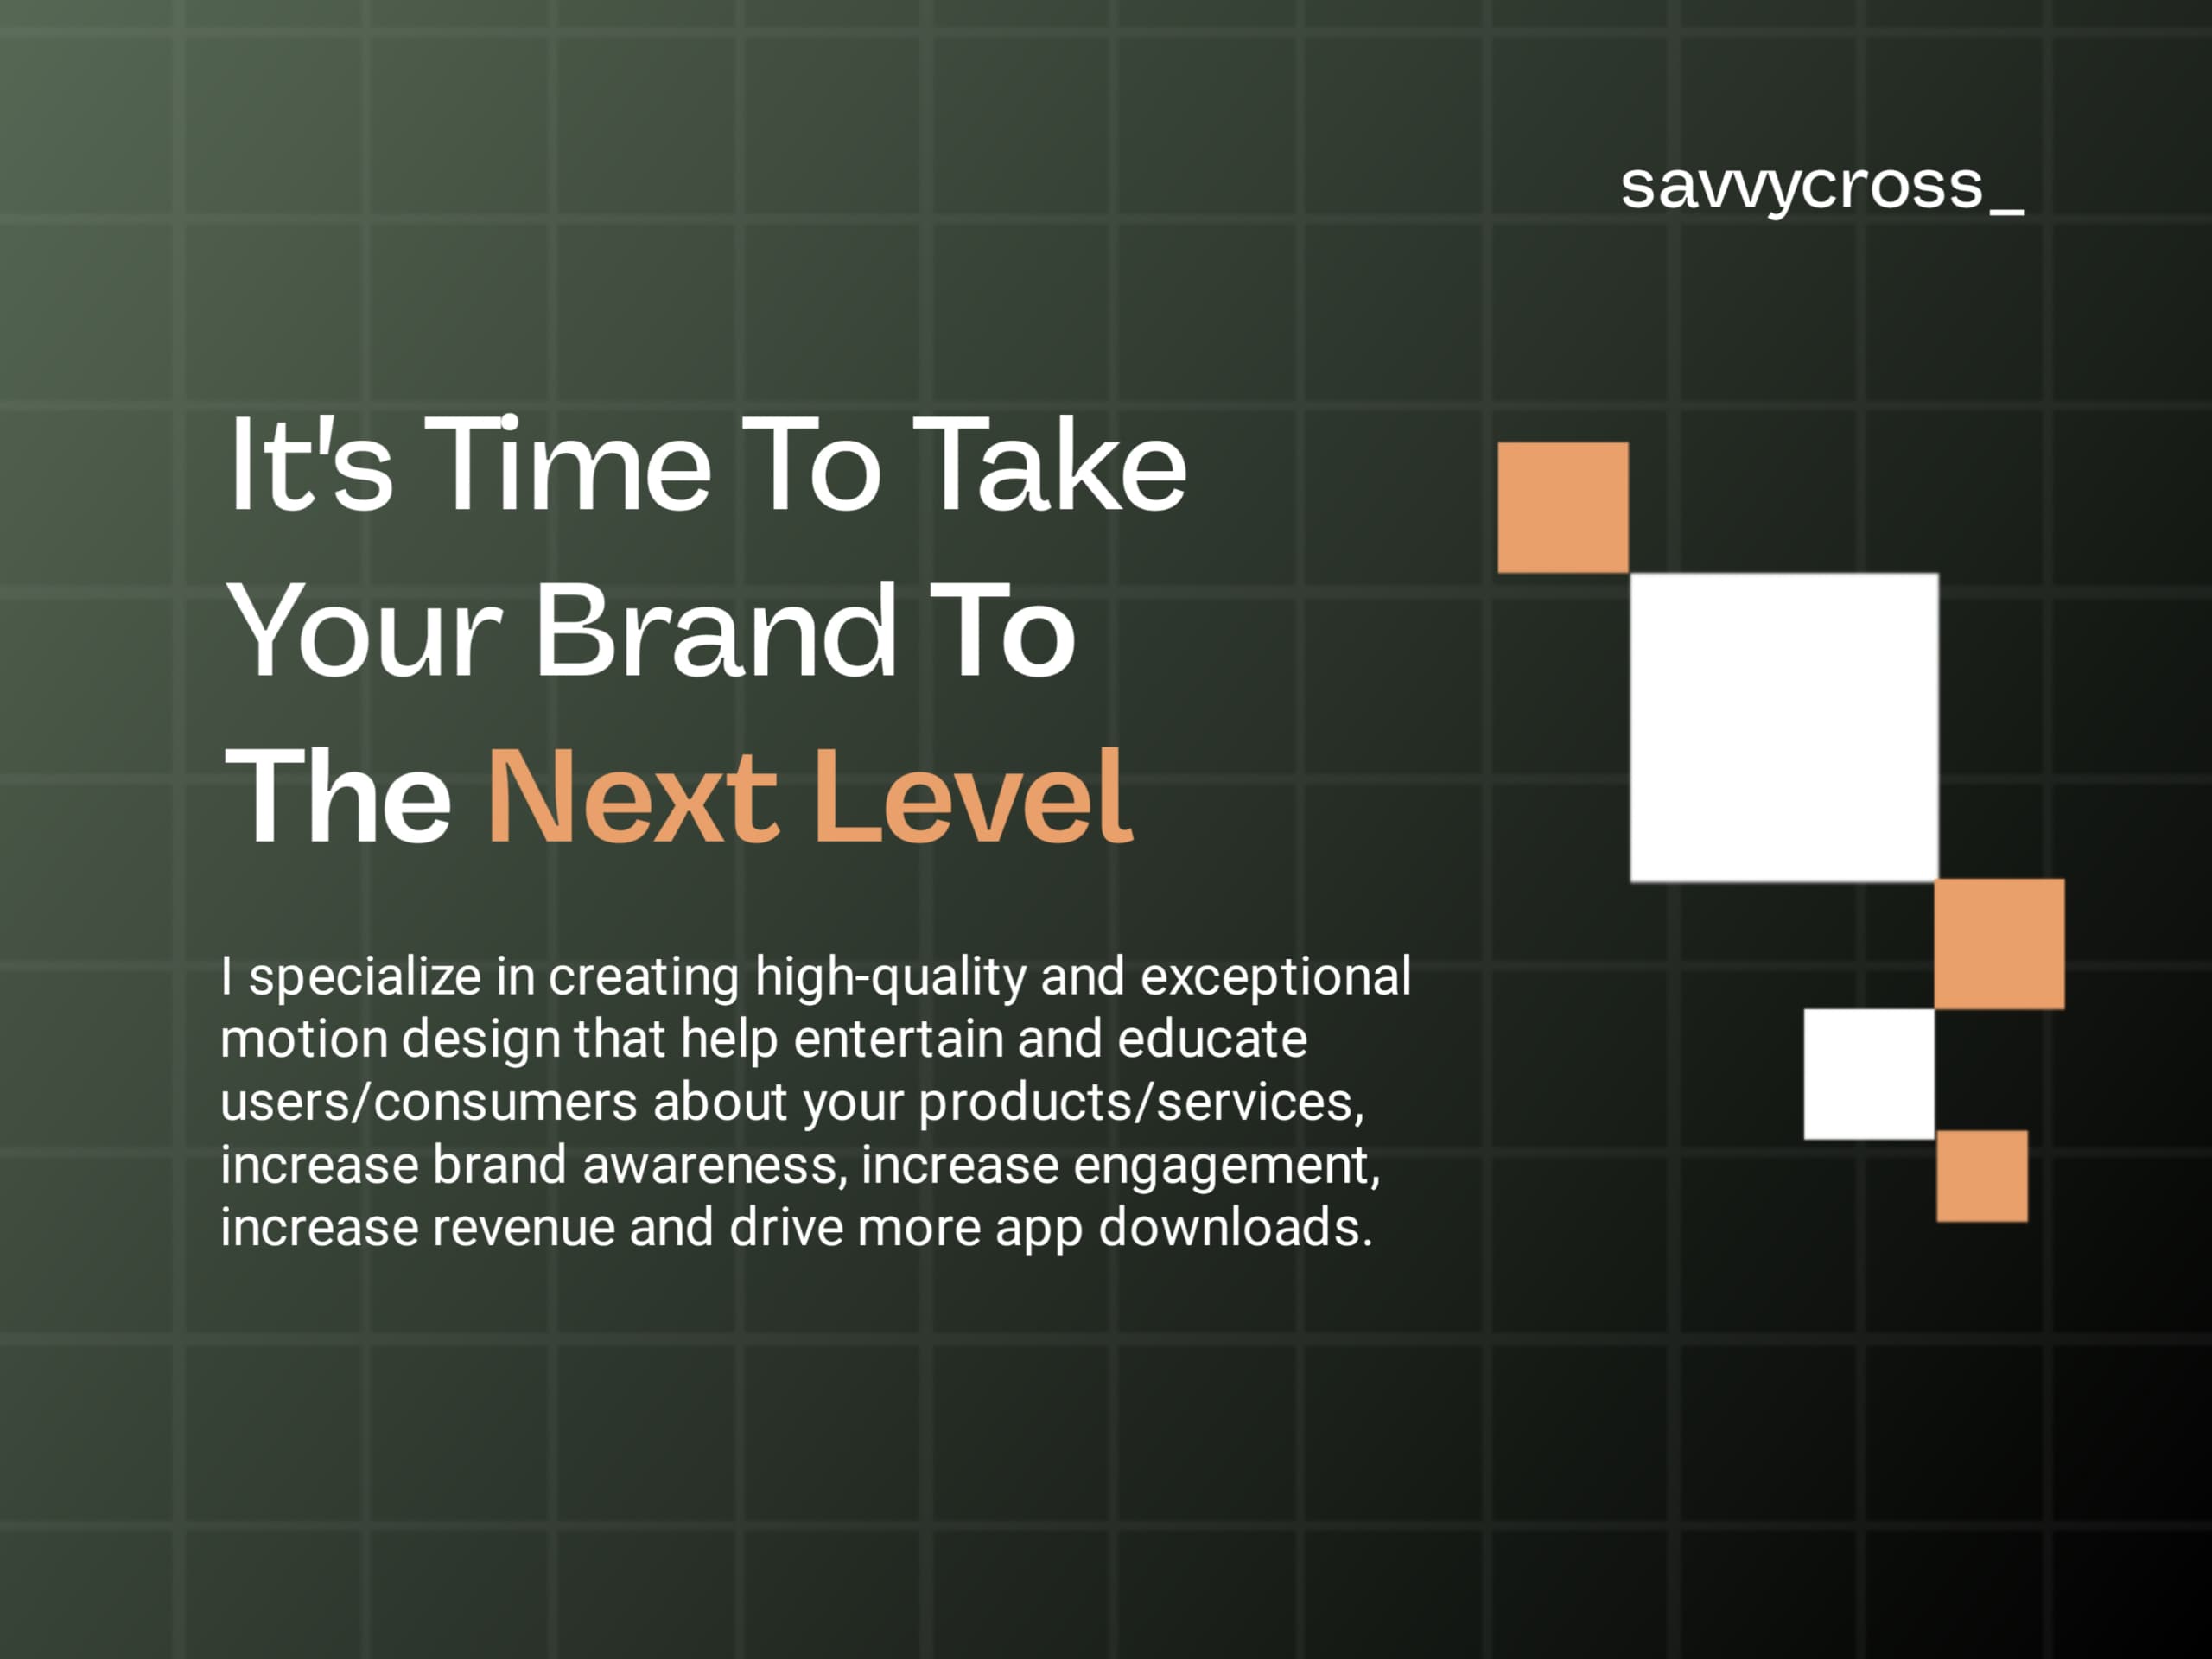 savvycross_
It's Time To Take
Your Brand To
The Next Level
I specialize in creating high-quality and exceptional
motion design that help entertain and educate
users/consumers about your products/services,
increase brand awareness, increase engagement,
increase revenue and drive more app downloads.